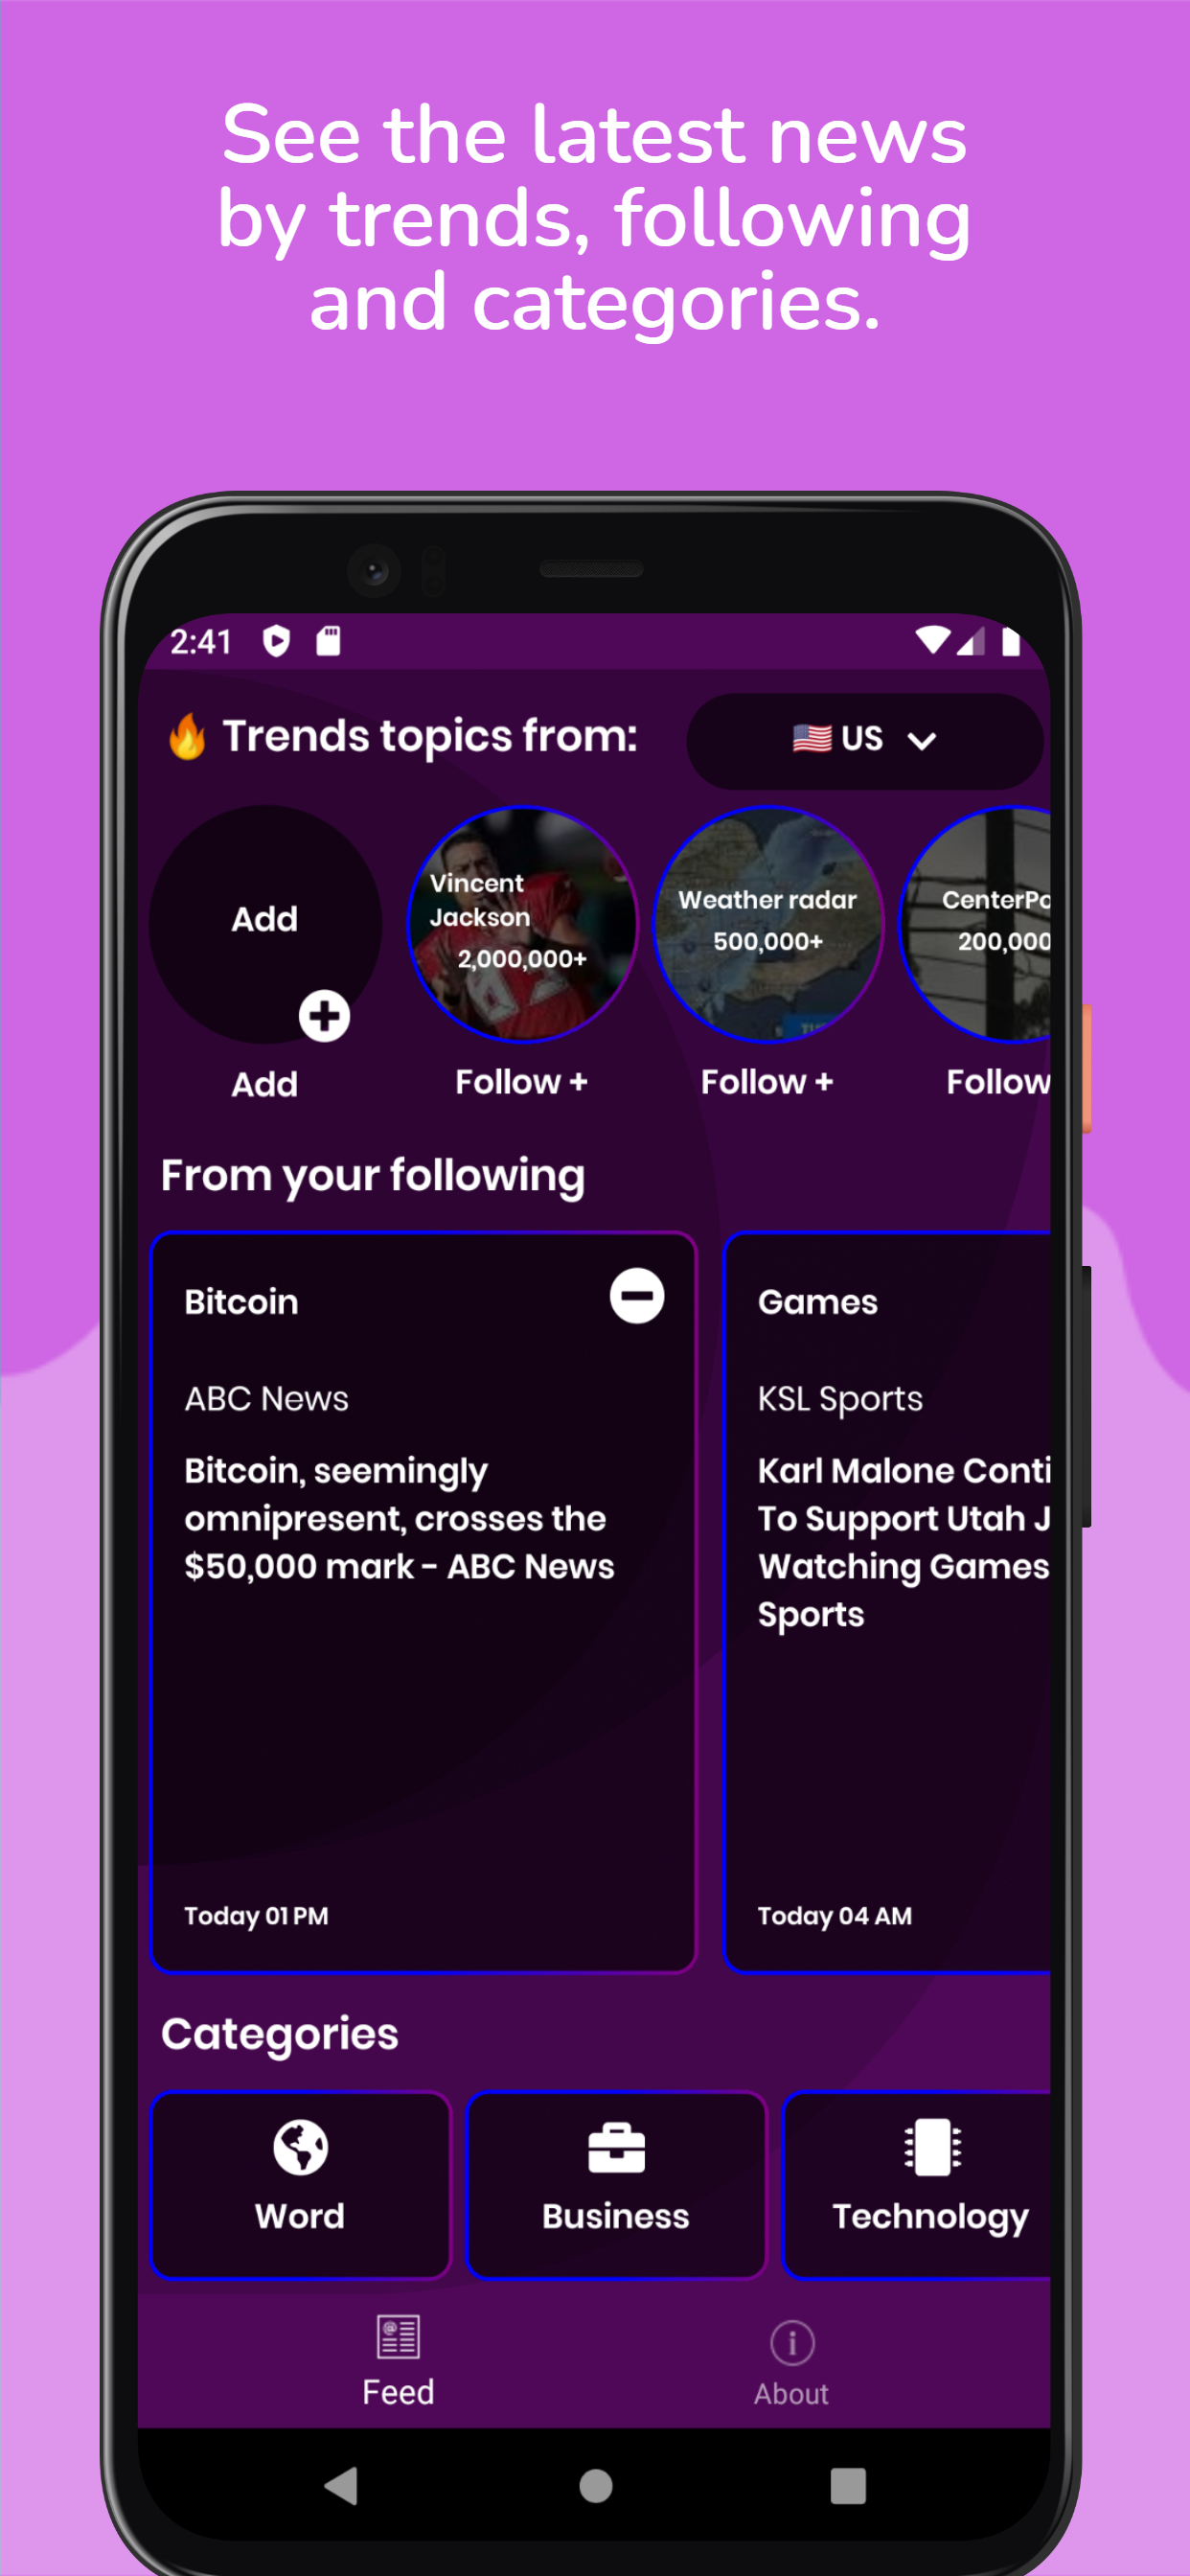 See the latest news
by trends, following
and categories.
2:41
🔥 Trends topics from:
🇺🇸 US
Add
Vincent
Jackson
2,000,000+
Weather radar
500,000+
CenterPo
200,000
Add
Follow +
Follow +
Follow
From your following
Bitcoin
ABC News
Bitcoin, seemingly
omnipresent, crosses the
$50,000 mark - ABC News
Today 01 PM
Games
KSL Sports
Karl Malone Conti
To Support Utah J
Watching Games
Sports
Today 04 AM
Categories
Word
Business
Technology
Feed
About